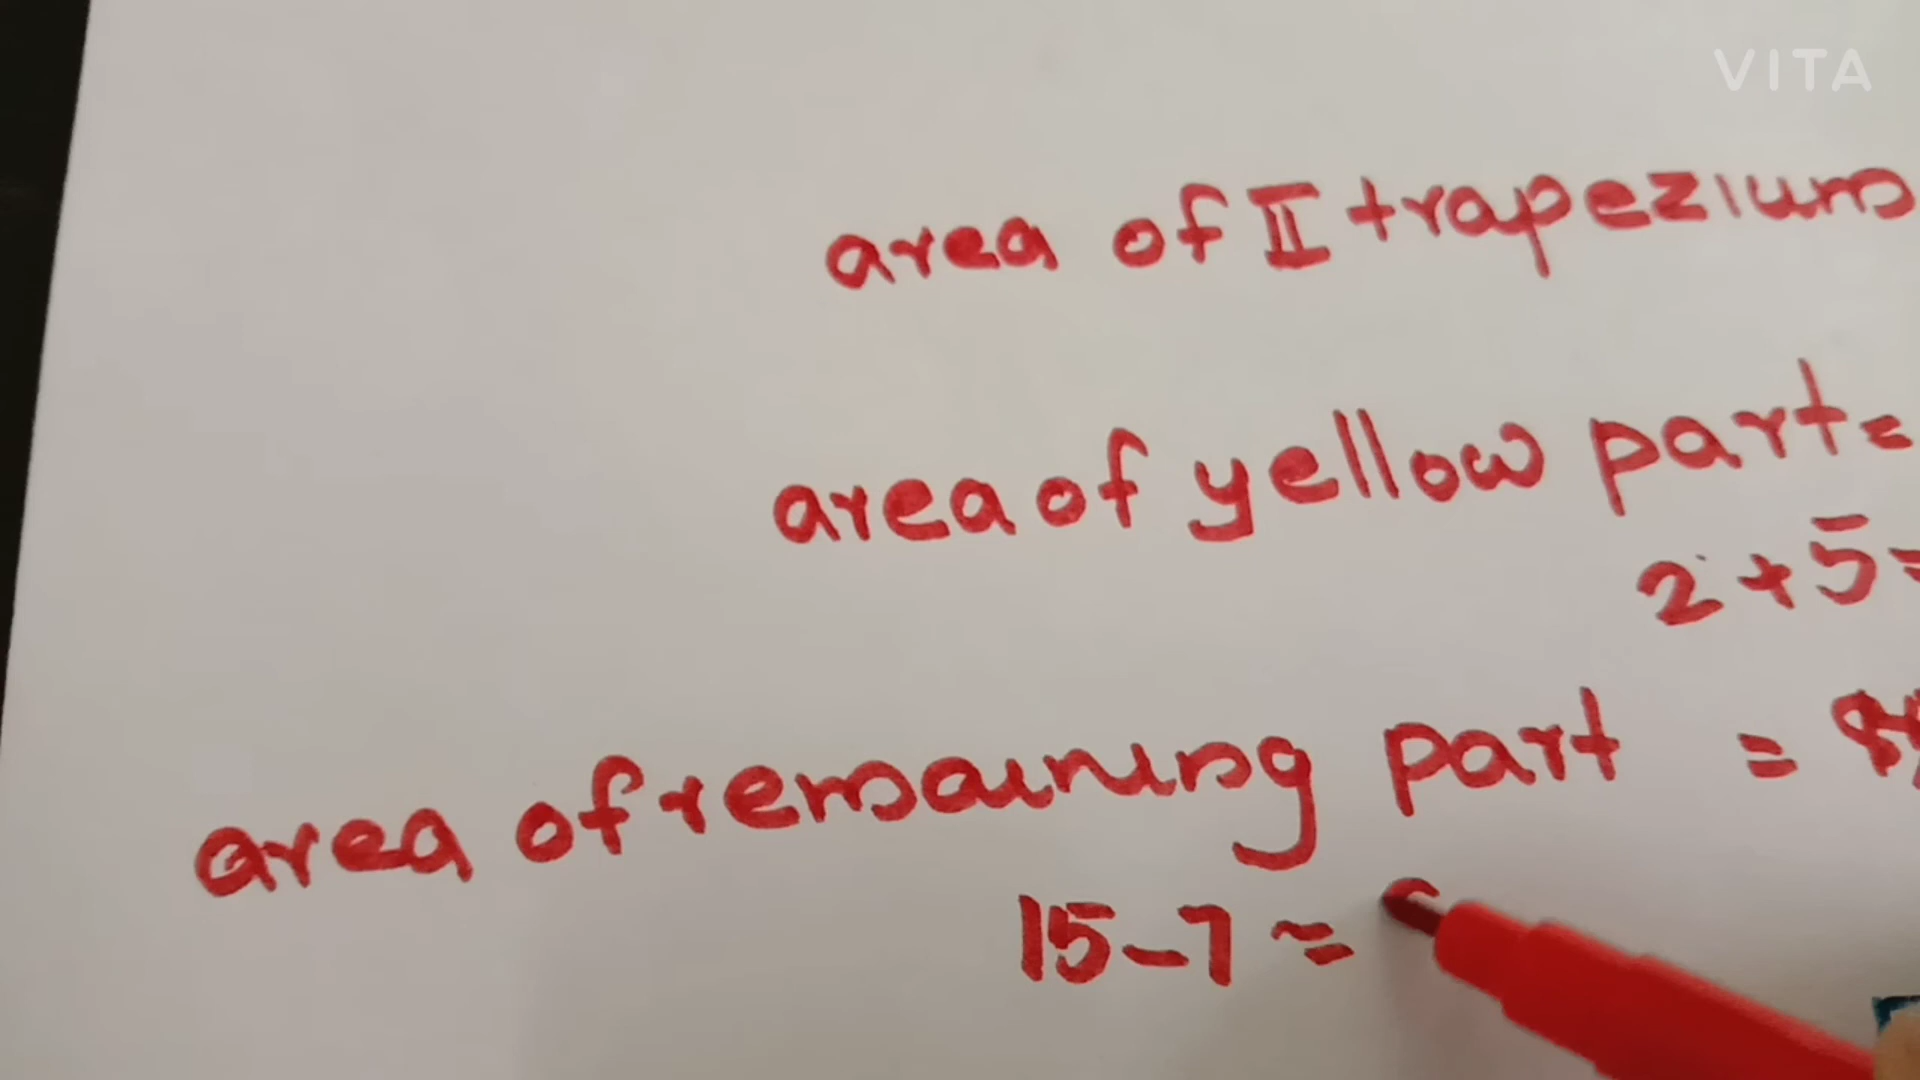 VITA
area of II trapezium
area of yellow part=
2+5=
area of remaining part =
15-7=